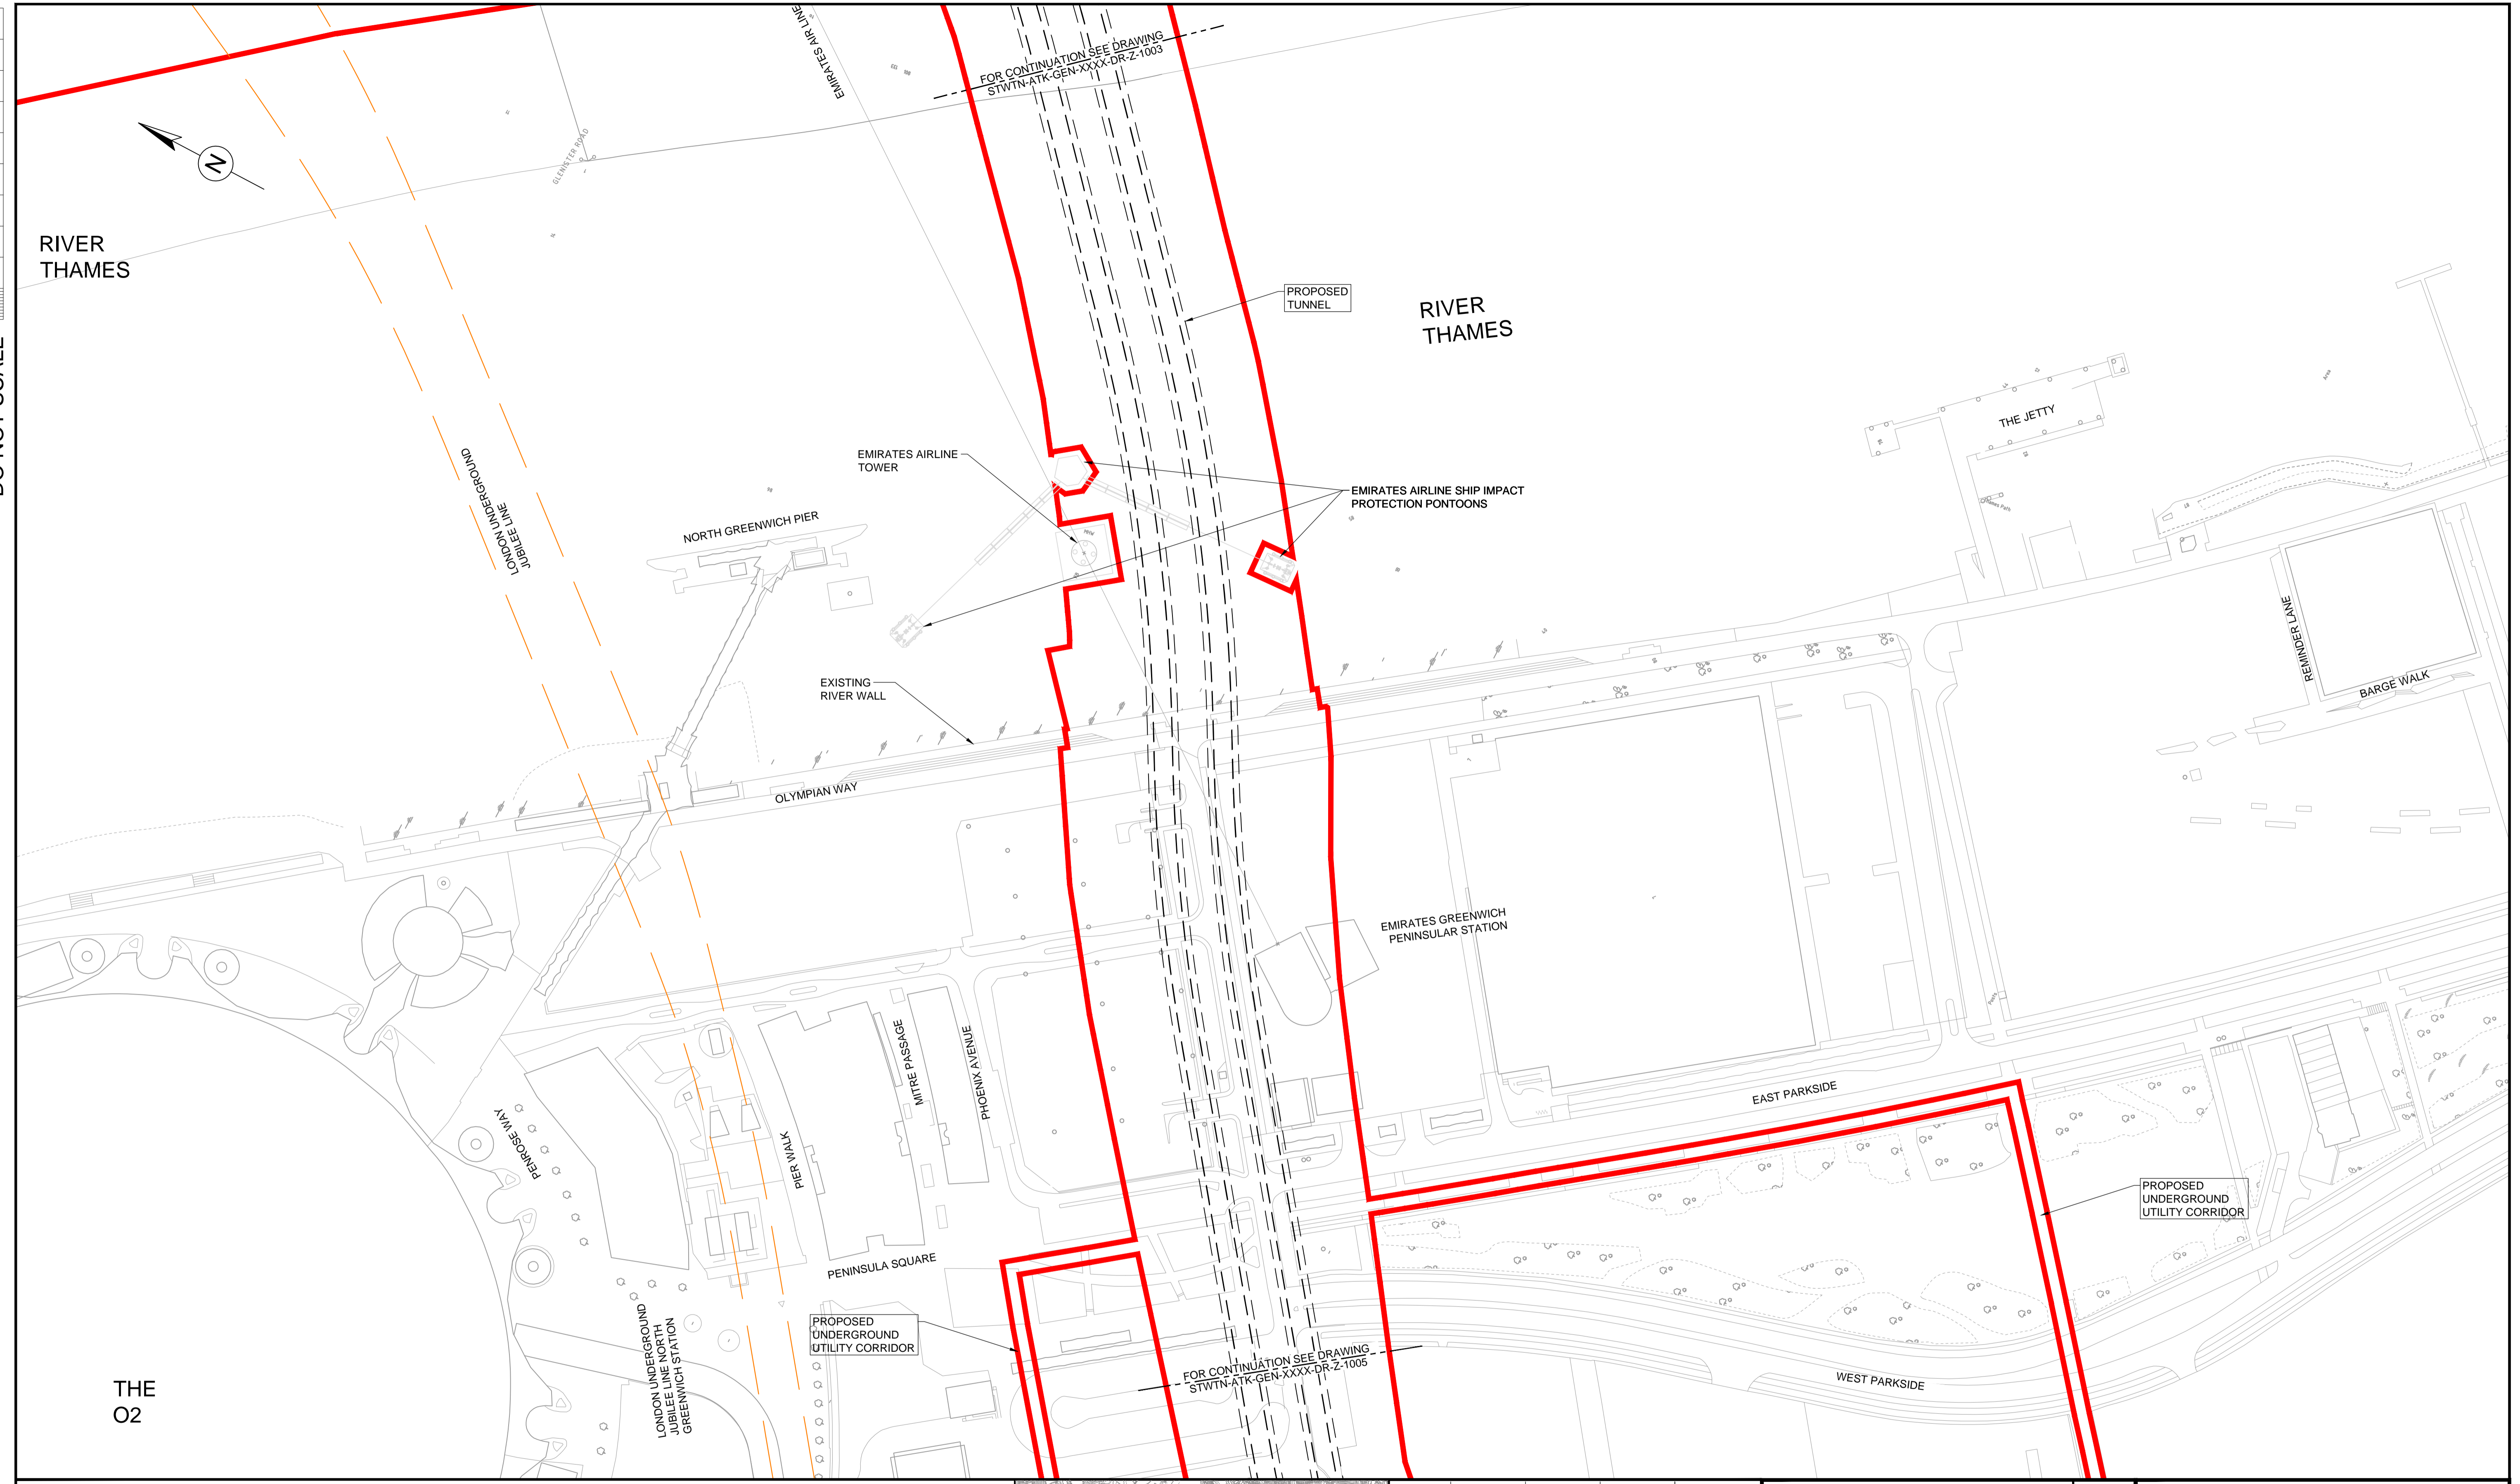 EMIRATES AIR LINE
FOR CONTINUATION SEE DRAWING
STWTN-ATK-GEN-XXXX-DR-Z-1003
GLENISTER ROAD
N
RIVER
THAMES
PROPOSED
TUNNEL
RIVER
THAMES
THE JETTY
LONDON UNDERGROUND
JUBILEE LINE
EMIRATES AIRLINE
TOWER
EMIRATES AIRLINE SHIP IMPACT
PROTECTION PONTOONS
NORTH GREENWICH PIER
EXISTING
RIVER WALL
OLYMPIAN WAY
REMINDER LANE
BARGE WALK
EMIRATES GREENWICH
PENINSULAR STATION
MITRE PASSAGE
PHOENIX AVENUE
EAST PARKSIDE
PENROSE WAY
PIER WALK
PROPOSED
UNDERGROUND
UTILITY CORRIDOR
PENINSULA SQUARE
PROPOSED
UNDERGROUND
UTILITY CORRIDOR
LONDON UNDERGROUND
JUBILEE LINE NORTH
GREENWICH STATION
FOR CONTINUATION SEE DRAWING
STWTN-ATK-GEN-XXXX-DR-Z-1005
WEST PARKSIDE
THE
O2